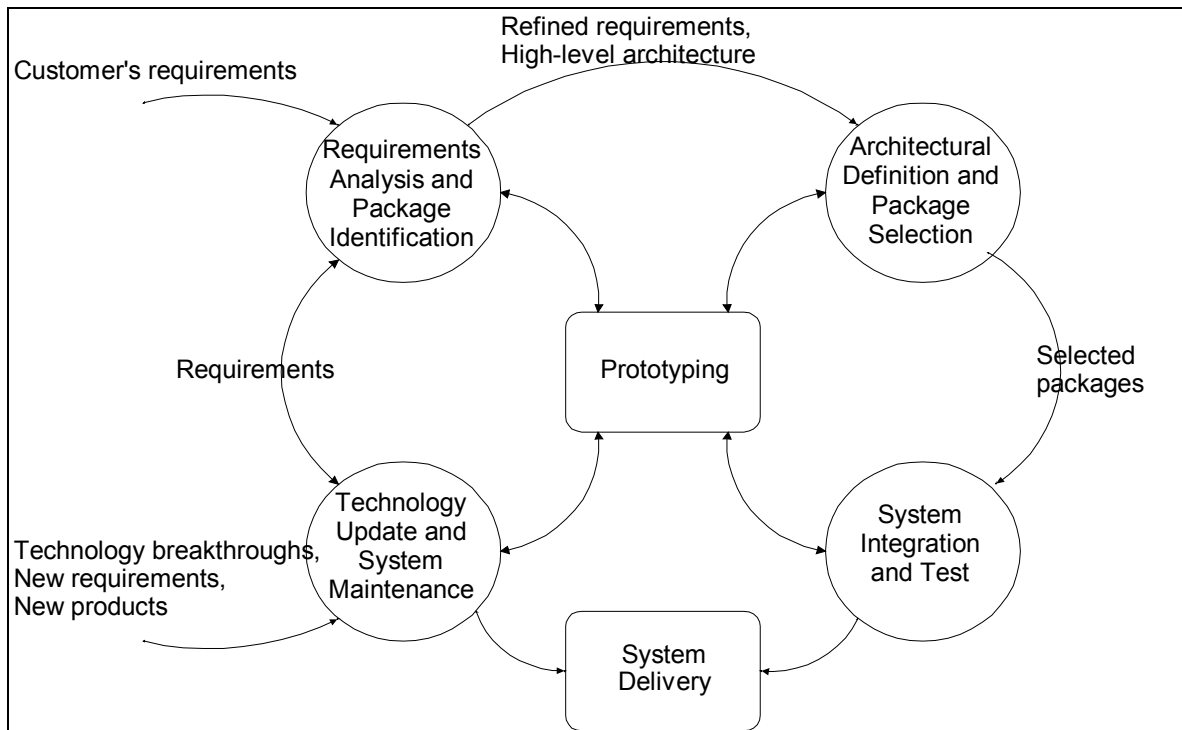 Refined requirements,
High-level architecture
Customer's requirements
Requirements
Analysis and
Package
Identification
Architectural
Definition and
Package
Selection
Requirements
Prototyping
Selected
packages
Technology
Update and
System
Maintenance
System
Integration
and Test
Technology breakthroughs,
New requirements,
New products
System
Delivery